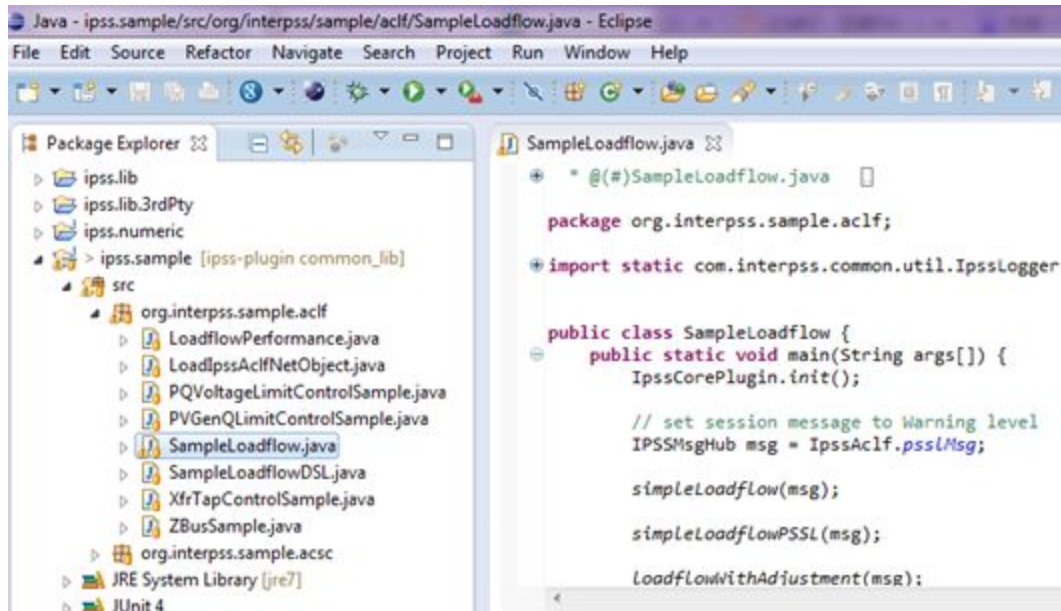 Java - ipss.sample/src/org/interpss/sample/aclf/SampleLoadflow.java - Eclipse
File Edit Source Refactor Navigate Search Project Run Window Help
Package Explorer
ipss.lib
ipss.lib.3rdPty
ipss.numeric
> ipss.sample [ipss-plugin common_lib]
src
org.interpss.sample.aclf
LoadflowPerformance.java
LoadIpssAclfNetObject.java
PQVoltageLimitControlSample.java
PVGenQLimitControlSample.java
SampleLoadflow.java
SampleLoadflowDSL.java
XfrTapControlSample.java
ZBusSample.java
org.interpss.sample.acsc
JRE System Library [jre7]
JUnit 4
SampleLoadflow.java
* @(#)SampleLoadflow.java
package org.interpss.sample.aclf;
import static com.interpss.common.util.IpssLogger
public class SampleLoadflow {
public static void main(String args[]) {
IpssCorePlugin.init();
// set session message to Warning level
IPSSMsgHub msg = IpssAclf.psslMsg;
simpleLoadflow(msg);
simpleLoadflowPSSL(msg);
loadflowWithAdjustment(msg);